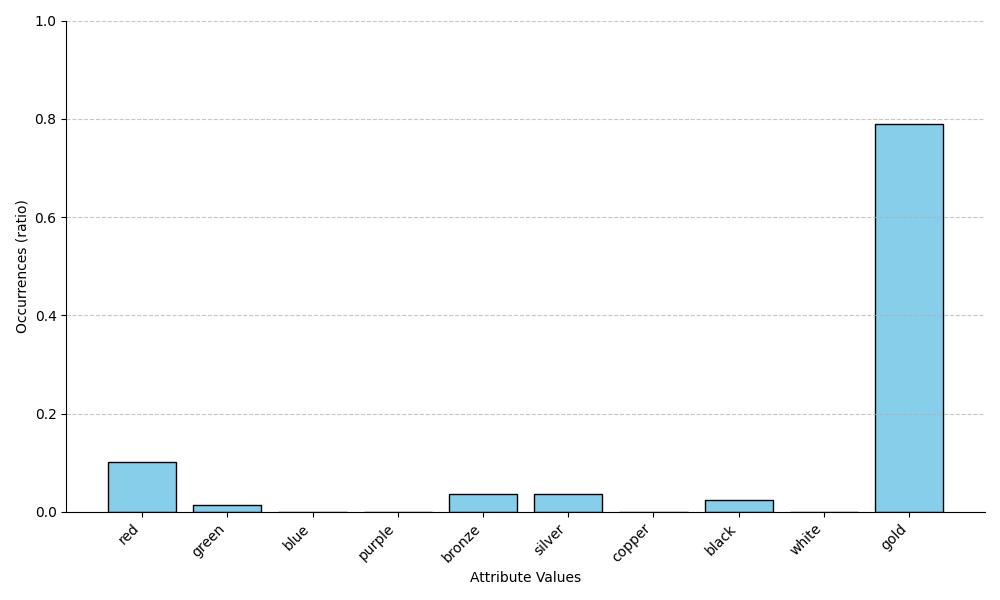 1.0
0.8
0.6
0.4
0.2
0.0
Occurrences (ratio)
red
green
blue
purple
bronze
silver
copper
black
white
gold
Attribute Values